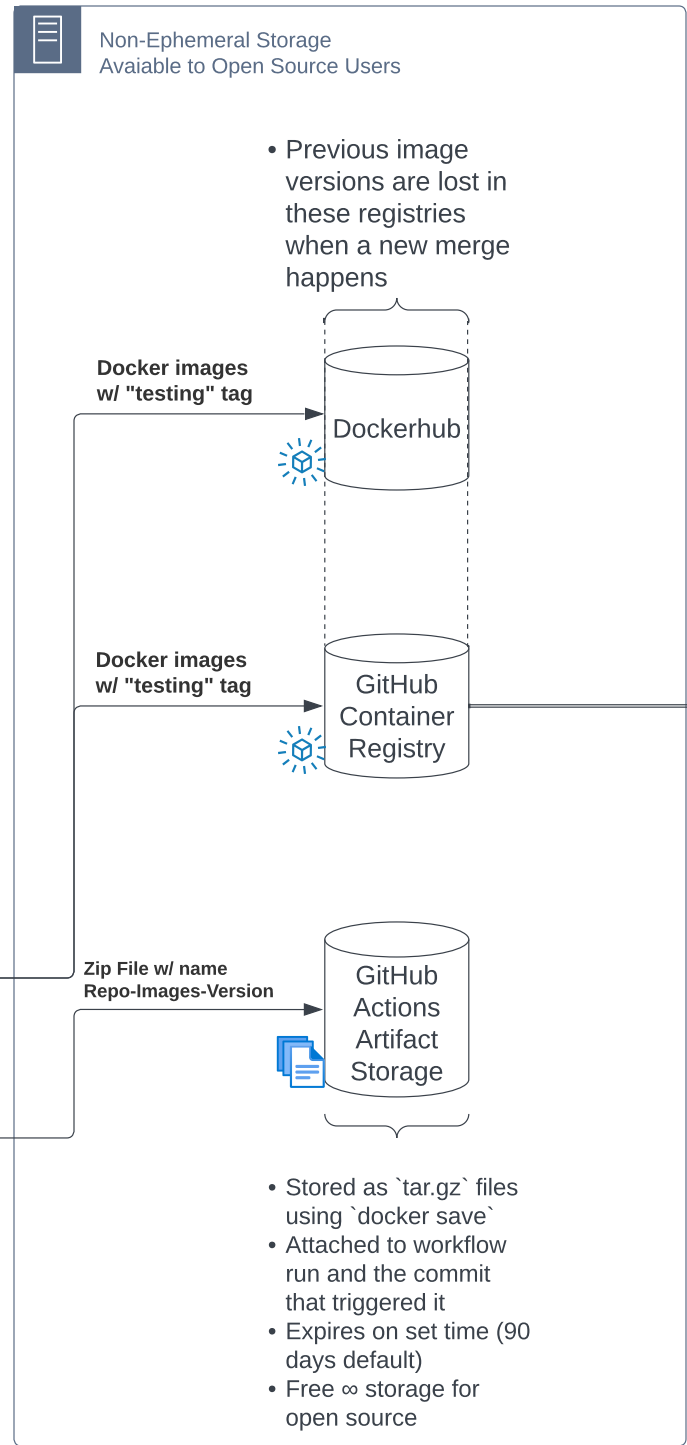 Non-Ephemeral Storage
Avaiable to Open Source Users
• Previous image
versions are lost in
these registries
when a new merge
happens
Docker images
w/ "testing" tag
Dockerhub
Docker images
w/ "testing" tag
GitHub
Container
Registry
Zip File w/ name
Repo-Images-Version
GitHub
Actions
Artifact
Storage
• Stored as `tar.gz` files
using `docker save`
• Attached to workflow
run and the commit
that triggered it
• Expires on set time (90
days default)
• Free ∞ storage for
open source